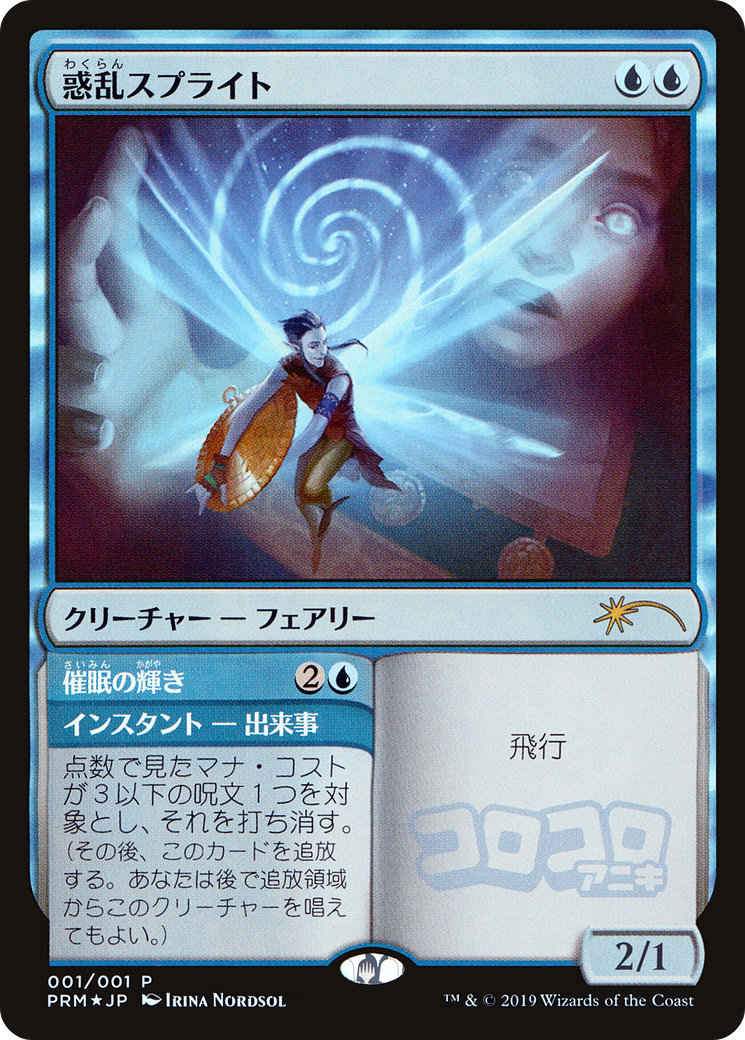 わくらん
惑乱スプライト
クリーチャー — フェアリー
さいみん かがや
催眠の輝き
2
インスタント — 出来事
点数で見たマナ・コスト
が3以下の呪文1つを対
象とし、それを打ち消す。
(その後、このカードを追放
する。あなたは後で追放領域
からこのクリーチャーを唱え
てもよい。)
飛行
コロコロ
アニキ
2/1
001/001 P
PRM★JP Irina Nordsol
™ & © 2019 Wizards of the Coast